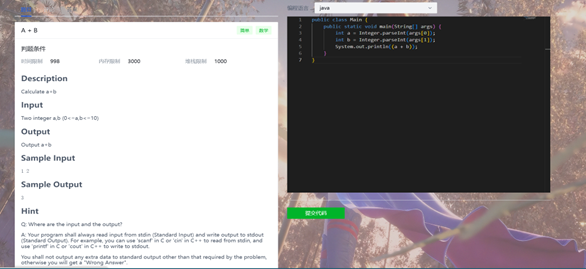 A + B
简单
数学
判题条件
时间限制 998 内存限制 3000 堆栈限制 1000
Description
Calculate a+b
Input
Two integer a,b (0<=a,b<=10)
Output
Output a+b
Sample Input
1 2
Sample Output
3
Hint
Q: Where are the input and the output?
A: Your program shall always read input from stdin (Standard Input) and write output to stdout
(Standard Output). For example, you can use 'scanf' in C or 'cin' in C++ to read from stdin, and
use 'printf' in C or 'cout' in C++ to write to stdout.
You shall not output any extra data to standard output other than that required by the problem,
otherwise you will get a "Wrong Answer".
编程语言 java
1 public class Main {
2 public static void main(String[] args) {
3 int a = Integer.parseInt(args[0]);
4 int b = Integer.parseInt(args[1]);
5 System.out.println((a + b));
6 }
7 }
提交代码